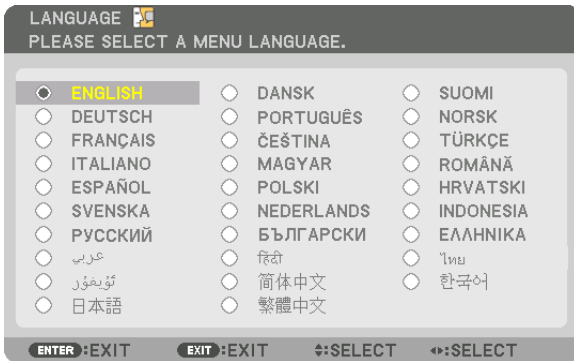 LANGUAGE
PLEASE SELECT A MENU LANGUAGE.
ENGLISH DANSK SUOMI
DEUTSCH PORTUGUÊS NORSK
FRANÇAIS ČEŠTINA TÜRKÇE
ITALIANO MAGYAR ROMÂNĂ
ESPAÑOL POLSKI HRVATSKI
SVENSKA NEDERLANDS INDONESIA
РУССКИЙ БЪЛГАРСКИ ΕΛΛΗΝΙΚΑ
عربي हिंदी ไทย
ئۇيغۇر 简体中文 한국어
日本語 繁體中文
ENTER:EXIT EXIT:EXIT :SELECT :SELECT